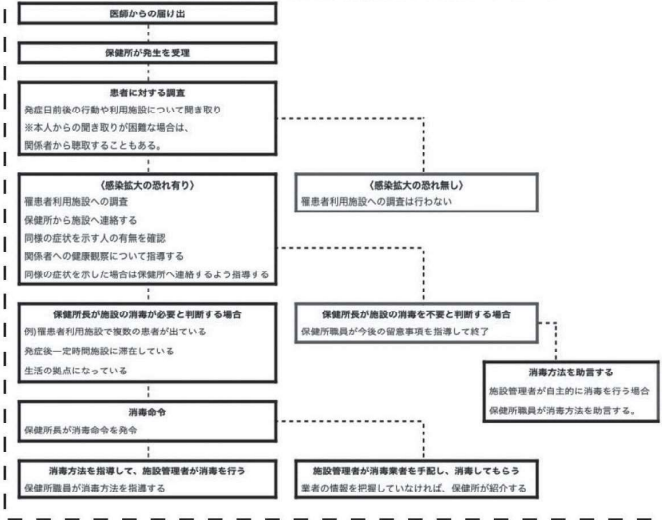 医師からの届け出
保健所が発生を受理
患者に対する調査
発症日前後の行動や利用施設について聞き取り
※本人からの聞き取りが困難な場合は、
関係者から聴取することもある。
〈感染拡大の恐れ有り〉
罹患者利用施設への調査
保健所から施設へ連絡する
同様の症状を示す人の有無を確認
関係者への健康観察について指導する
同様の症状を示した場合は保健所へ連絡するよう指導する
〈感染拡大の恐れ無し〉
罹患者利用施設への調査は行わない
保健所長が施設の消毒が必要と判断する場合
例)罹患者利用施設で複数の患者が出ている
発症後一定時間施設に滞在している
生活の拠点になっている
保健所長が施設の消毒を不要と判断する場合
保健所職員が今後の留意事項を指導して終了
消毒方法を助言する
施設管理者が自主的に消毒を行う場合
保健所職員が消毒方法を助言する。
消毒命令
保健所長が消毒命令を発令
消毒方法を指導して、施設管理者が消毒を行う
保健所職員が消毒方法を指導する
施設管理者が消毒業者を手配し、消毒してもらう
業者の情報を把握していなければ、保健所が紹介する